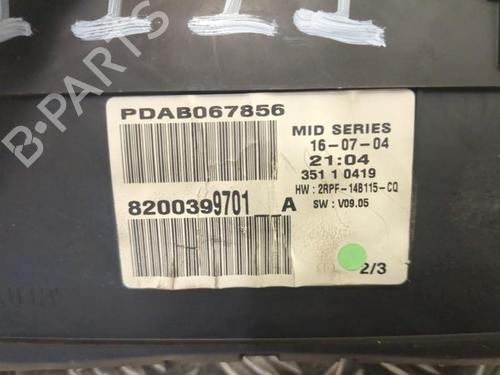 B-PARTS
PDAB067856
MID SERIES
16-07-04
21:04
351 1 0419
HW : 2RPF-14B115-CQ
SW : V09.05
8200399701 A
2/3